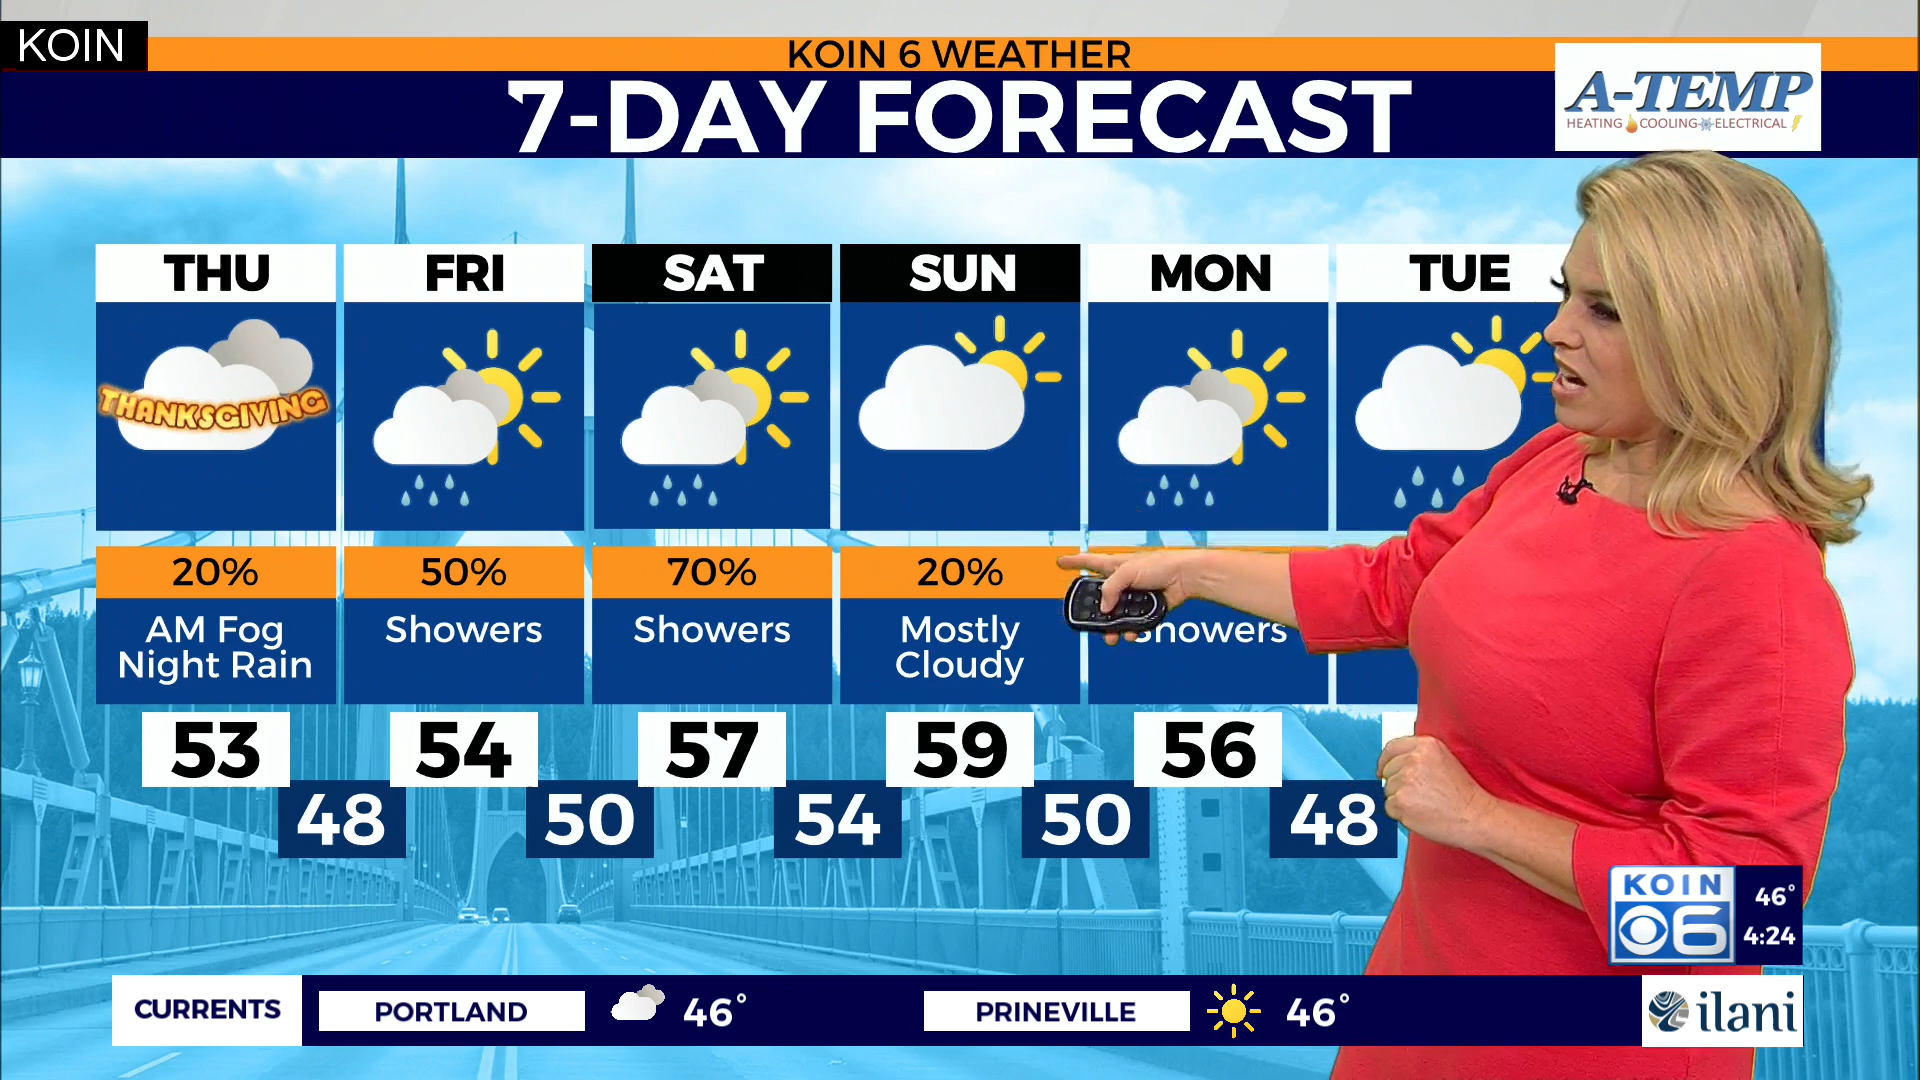 KOIN
KOIN 6 WEATHER
7-DAY FORECAST
A-TEMP
HEATING COOLING ELECTRICAL
THU FRI SAT SUN MON TUE
THANKSGIVING
20% 50% 70% 20%
AM Fog Showers Showers Mostly Showers
Night Rain Cloudy
53 54 57 59 56
48 50 54 50 48
KOIN
6
46°
4:24
CURRENTS PORTLAND 46° PRINEVILLE 46°
ilani